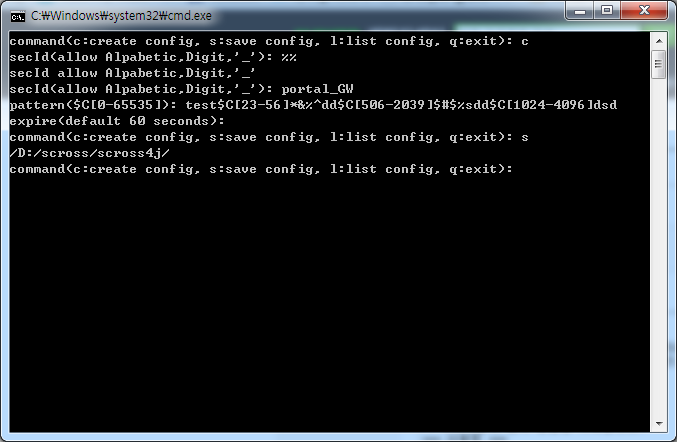 C:₩Windows₩system32₩cmd.exe
command(c:create config, s:save config, l:list config, q:exit): c
secId(allow Alpabetic,Digit,'_'): %%
secId allow Alpabetic,Digit,'_'
secId(allow Alpabetic,Digit,'_'): portal_GW
pattern($C[0-65535]): test$C[23-56]*&%^dd$C[506-2039]$#$%sdd$C[1024-4096]dsd
expire(default 60 seconds):
command(c:create config, s:save config, l:list config, q:exit): s
/D:/scross/scross4j/
command(c:create config, s:save config, l:list config, q:exit):